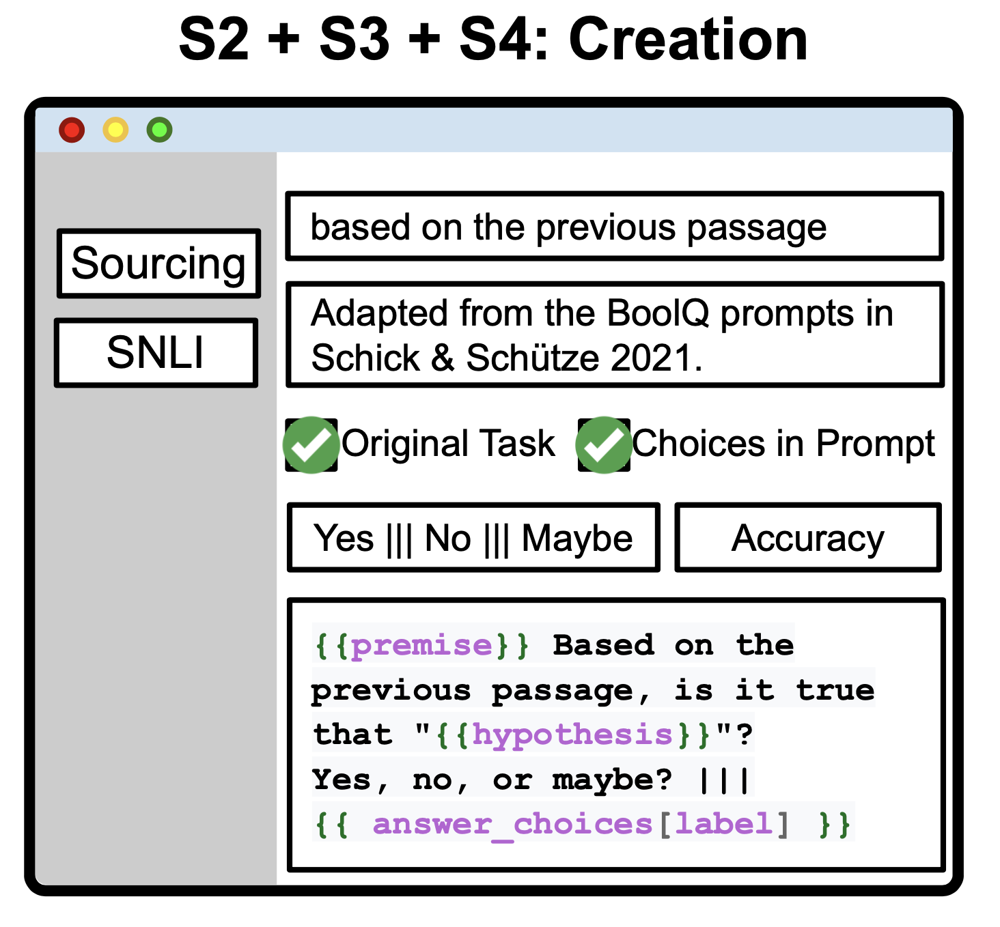 S2 + S3 + S4: Creation
Sourcing
SNLI
based on the previous passage
Adapted from the BoolQ prompts in
Schick & Schütze 2021.
Original Task
Choices in Prompt
Yes ||| No ||| Maybe
Accuracy
{{premise}} Based on the
previous passage, is it true
that "{{hypothesis}}"?
Yes, no, or maybe? |||
{{ answer_choices[label] }}